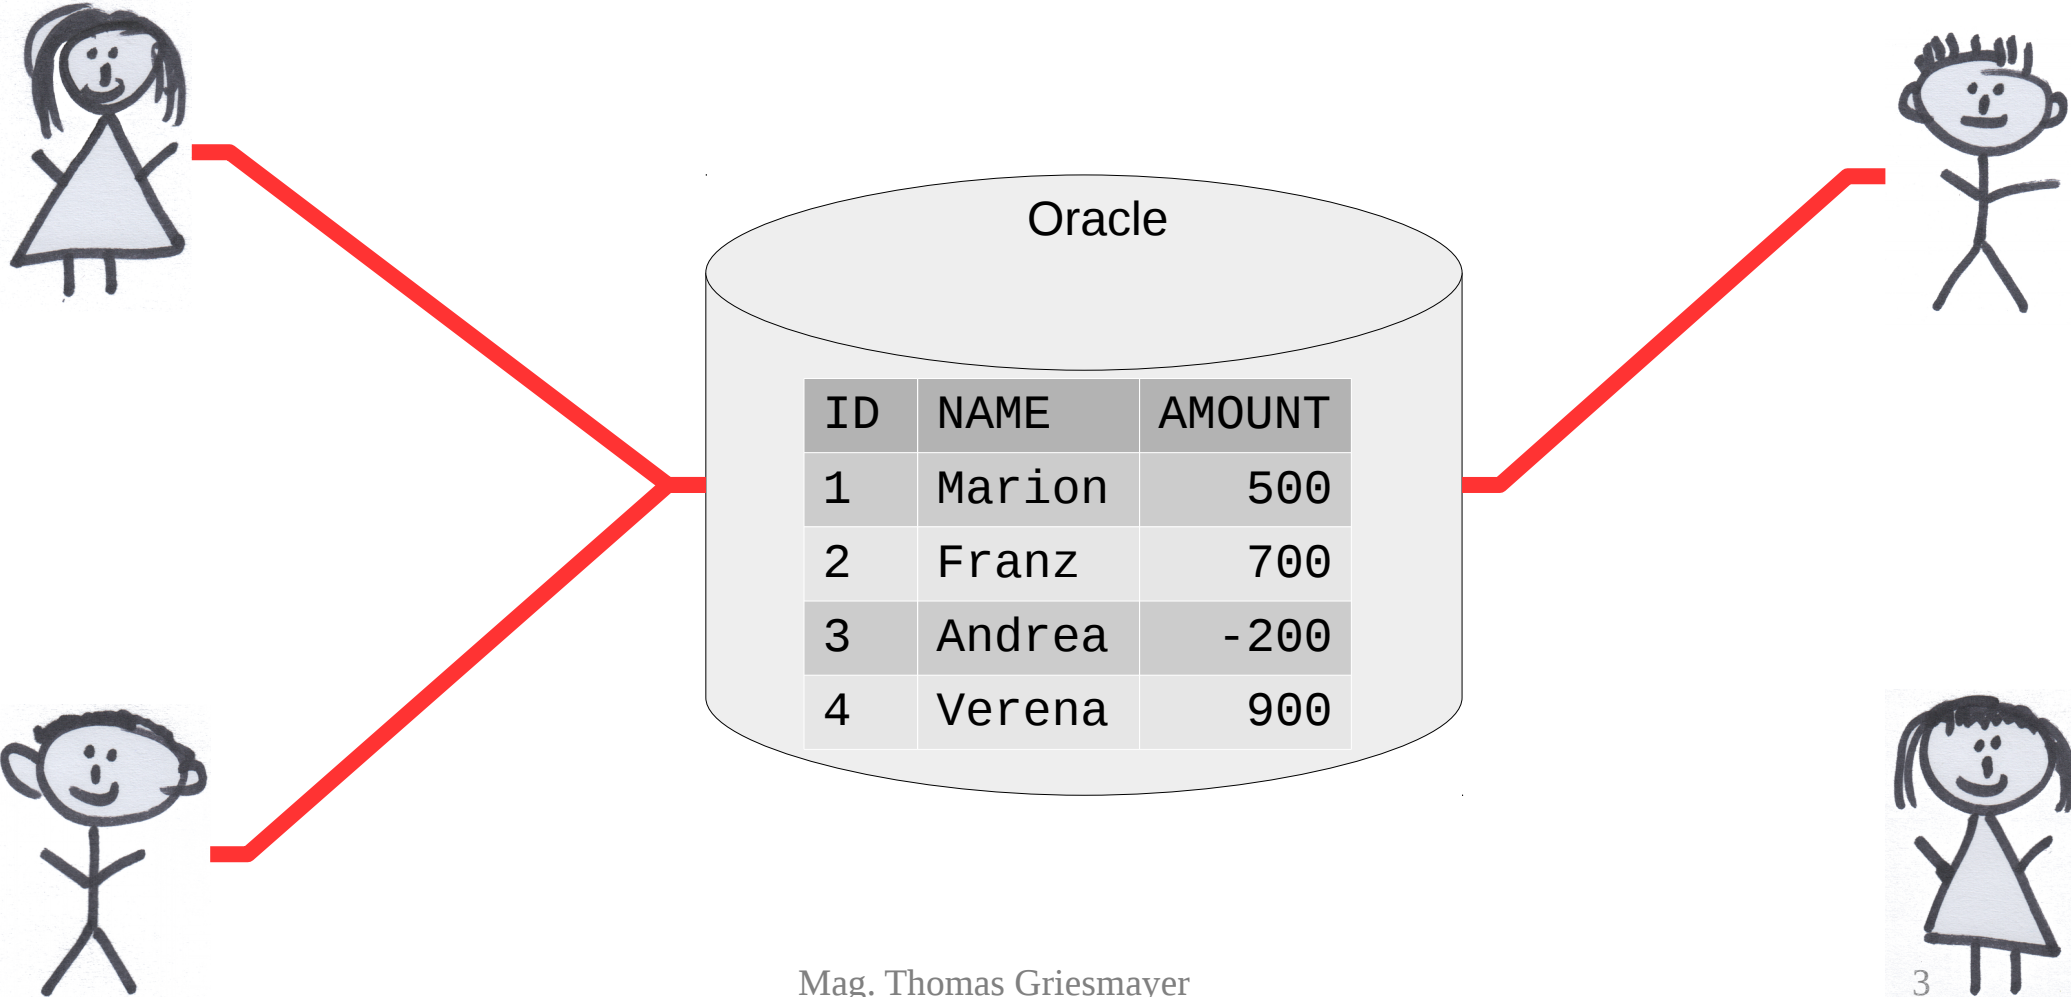 Oracle
ID NAME AMOUNT
1 Marion 500
2 Franz 700
3 Andrea -200
4 Verena 900
Mag. Thomas Griesmayer
3